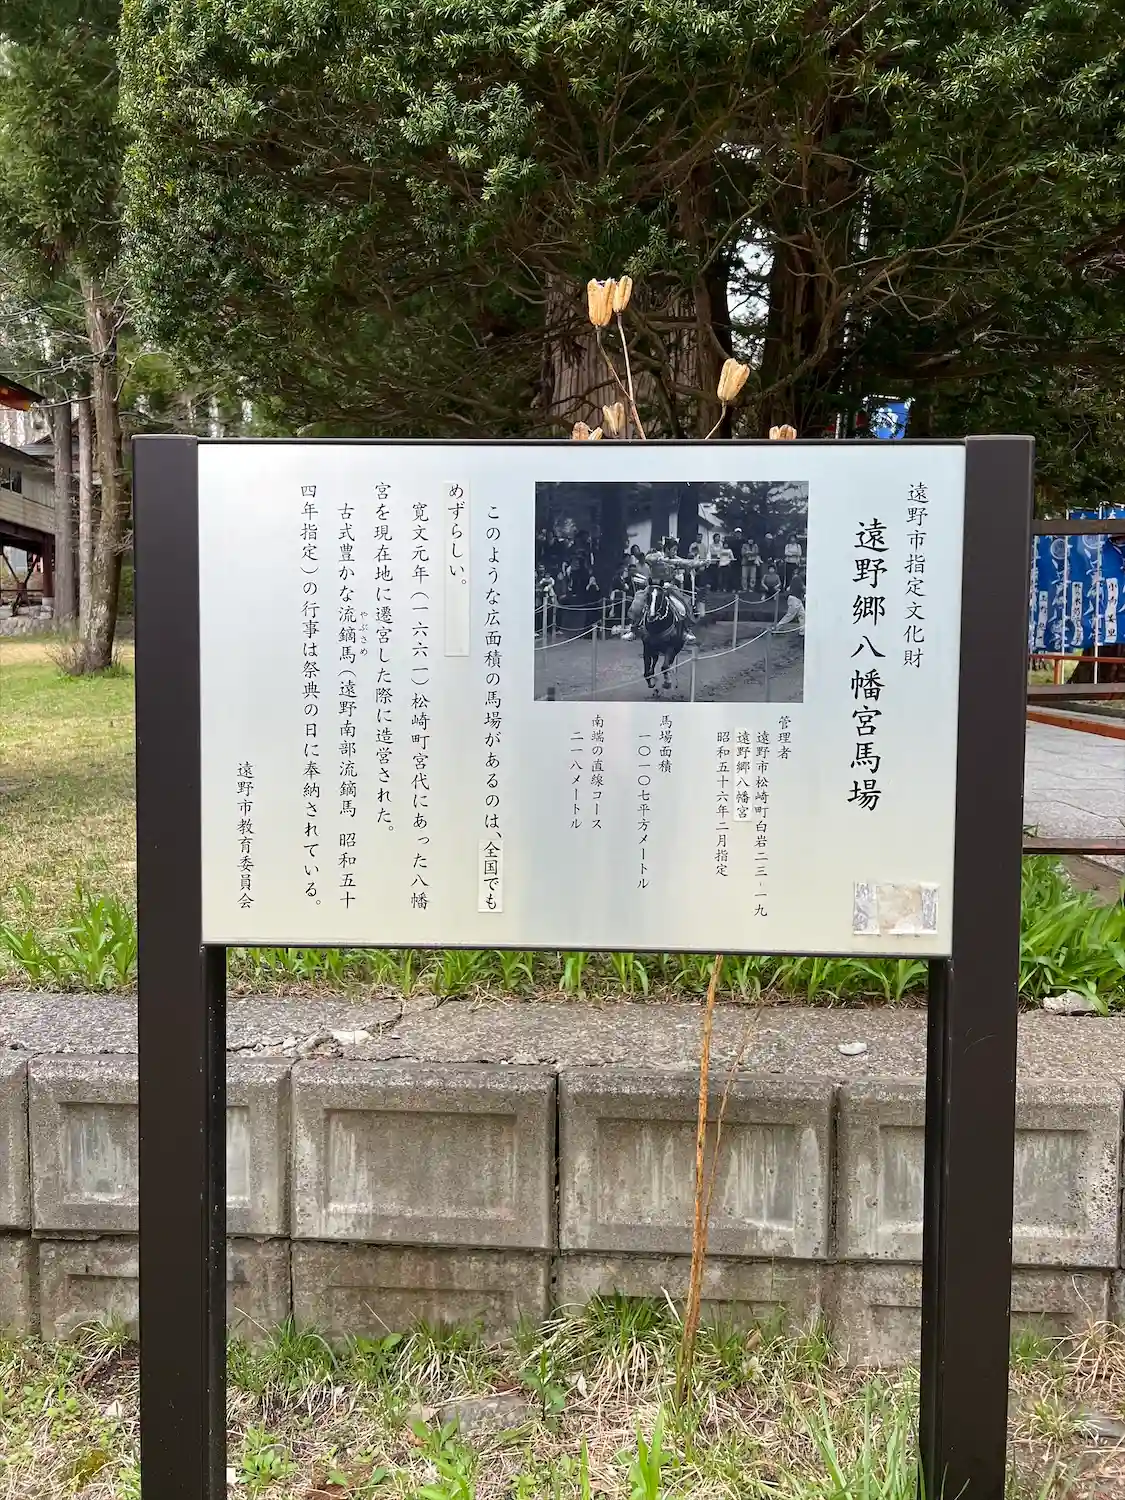 遠野市指定文化財
遠野郷八幡宮馬場
管理者
遠野市松崎町白岩二三-一九
遠野郷八幡宮
昭和五十六年二月指定
馬場面積
一〇一〇七平方メートル
南端の直線コース
二一八メートル
このような広面積の馬場があるのは、全国でも
めずらしい。
寛文元年(一六六一)松崎町宮代にあった八幡
宮を現在地に遷宮した際に造営された。
古式豊かな流鏑馬(遠野南部流鏑馬 昭和五十
やぶさめ
四年指定)の行事は祭典の日に奉納されている。
遠野市教育委員会